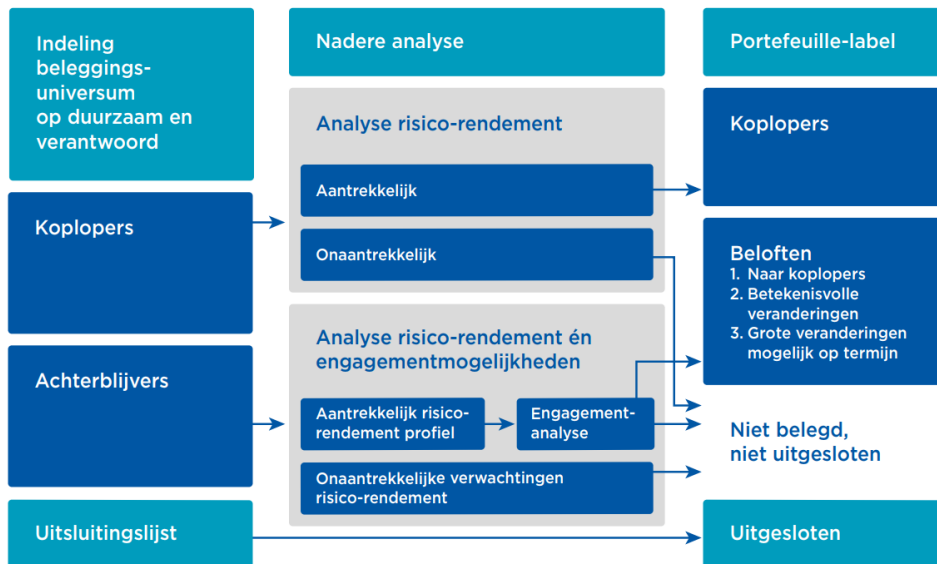 Indeling
beleggings-
universum
op duurzaam en
verantwoord
Koplopers
Achterblijvers
Uitsluitingslijst
Nadere analyse
Analyse risico-rendement
Aantrekkelijk
Onaantrekkelijk
Analyse risico-rendement én
engagementmogelijkheden
Aantrekkelijk risico-
rendement profiel
Engagement-
analyse
Onaantrekkelijke verwachtingen
risico-rendement
Portefeuille-label
Koplopers
Beloften
1. Naar koplopers
2. Betekenisvolle
veranderingen
3. Grote veranderingen
mogelijk op termijn
Niet belegd,
niet uitgesloten
Uitgesloten